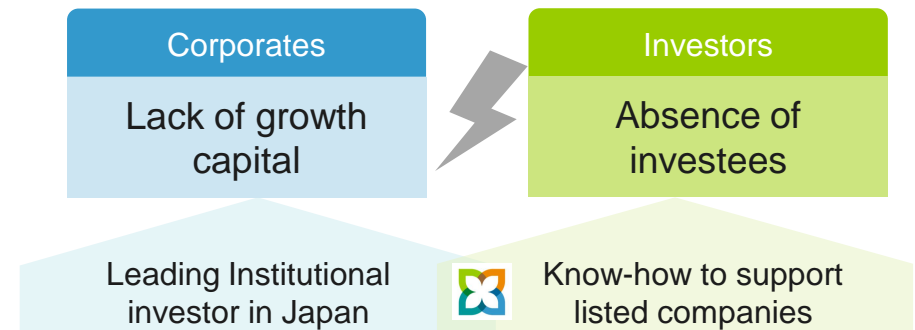 Corporates
Lack of growth
capital
Investors
Absence of
investees
Leading Institutional
investor in Japan
Know-how to support
listed companies